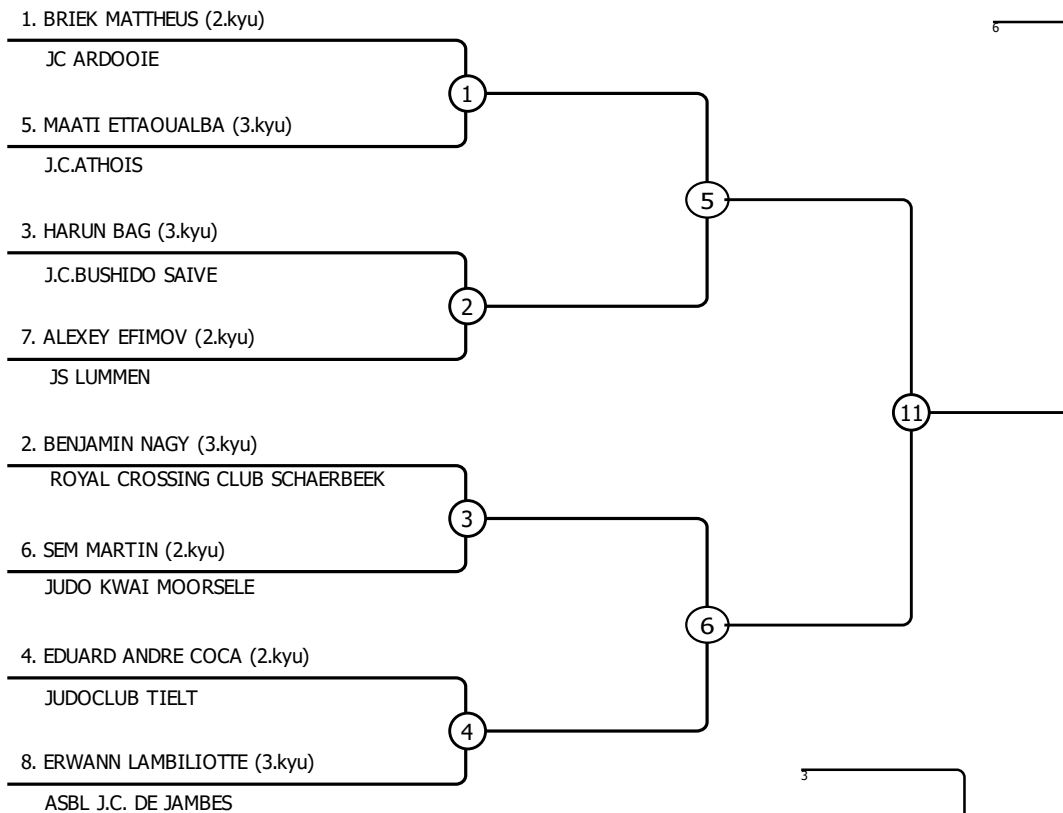 1. BRIEK MATTHEUS (2.kyu)
6
JC ARDOOIE
1
5. MAATI ETTAOUALBA (3.kyu)
J.C.ATHOIS
5
3. HARUN BAG (3.kyu)
J.C.BUSHIDO SAIVE
2
7. ALEXEY EFIMOV (2.kyu)
JS LUMMEN
11
2. BENJAMIN NAGY (3.kyu)
ROYAL CROSSING CLUB SCHAERBEEK
3
6. SEM MARTIN (2.kyu)
JUDO KWAI MOORSELE
6
4. EDUARD ANDRE COCA (2.kyu)
JUDOCLUB TIELT
4
8. ERWANN LAMBILIOTTE (3.kyu)
3
ASBL J.C. DE JAMBES